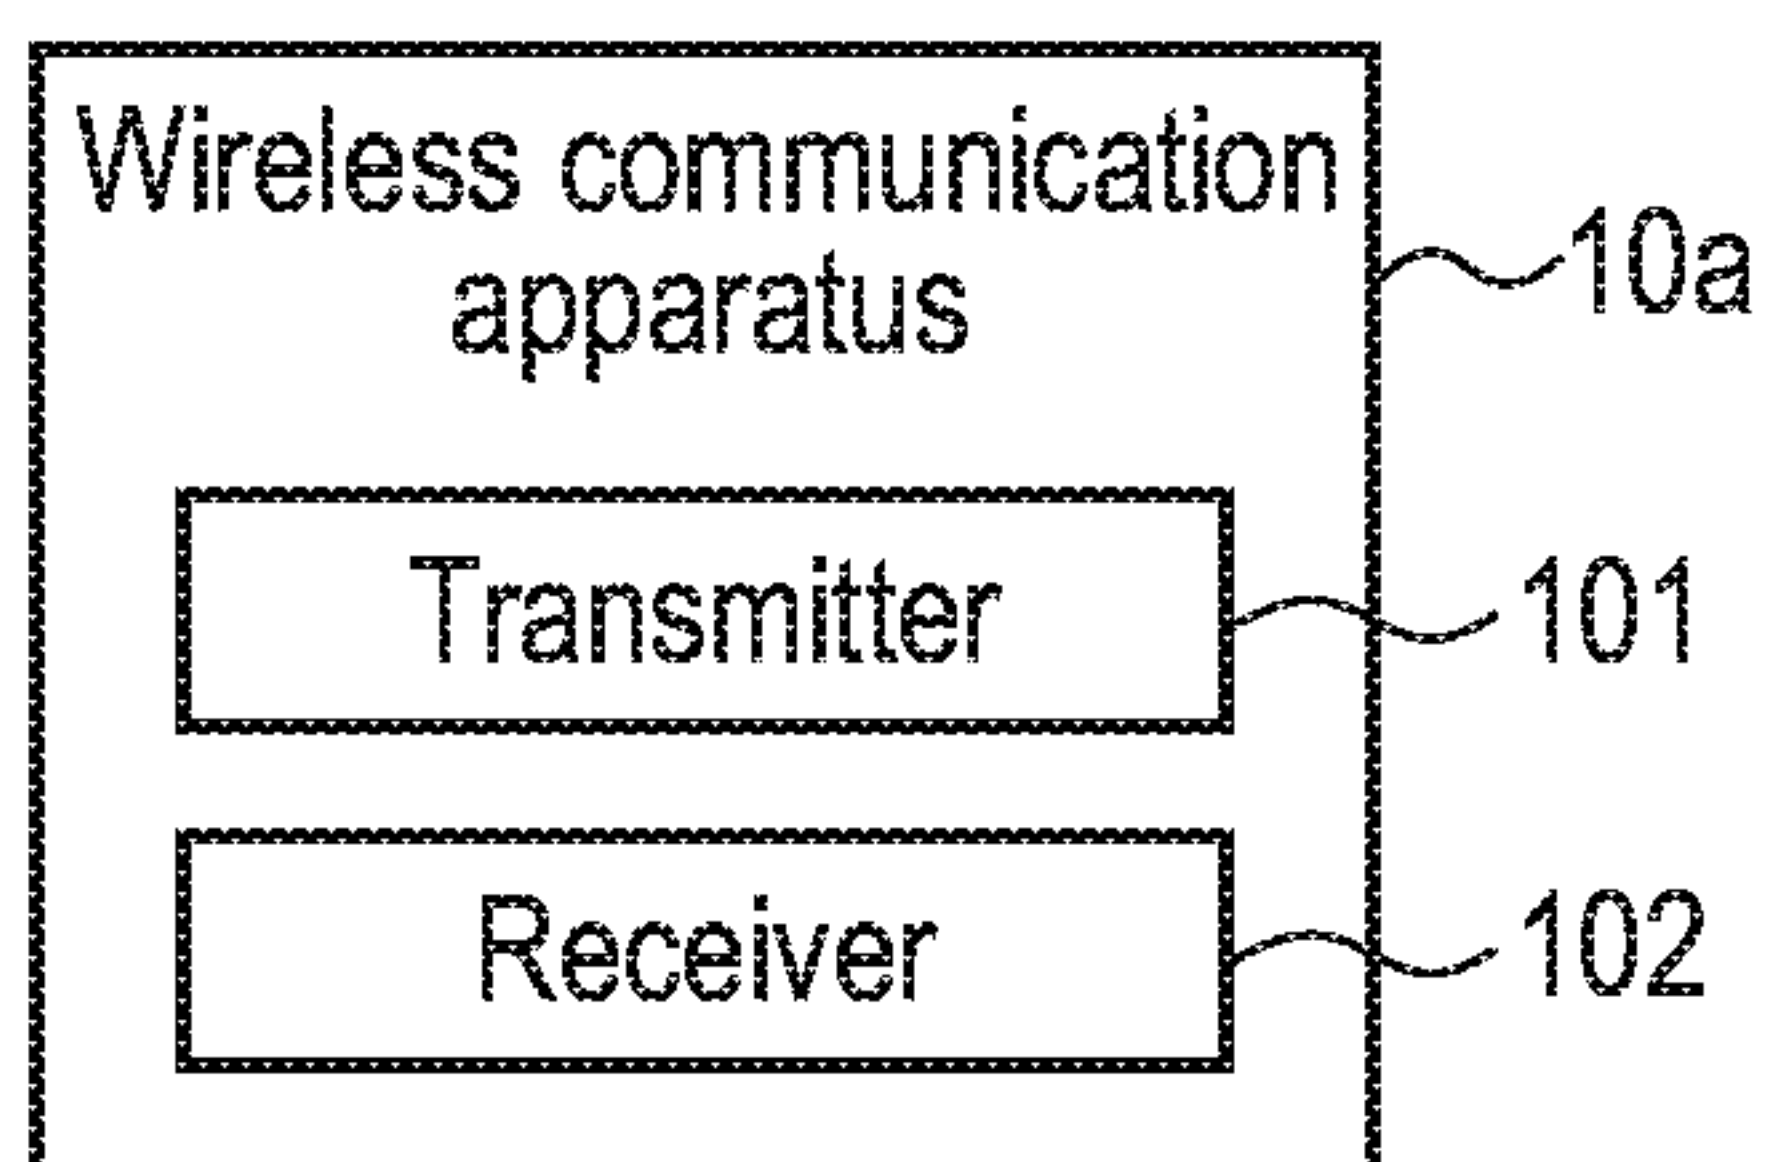 Wireless communication
apparatus
10a
Transmitter
101
Receiver
102